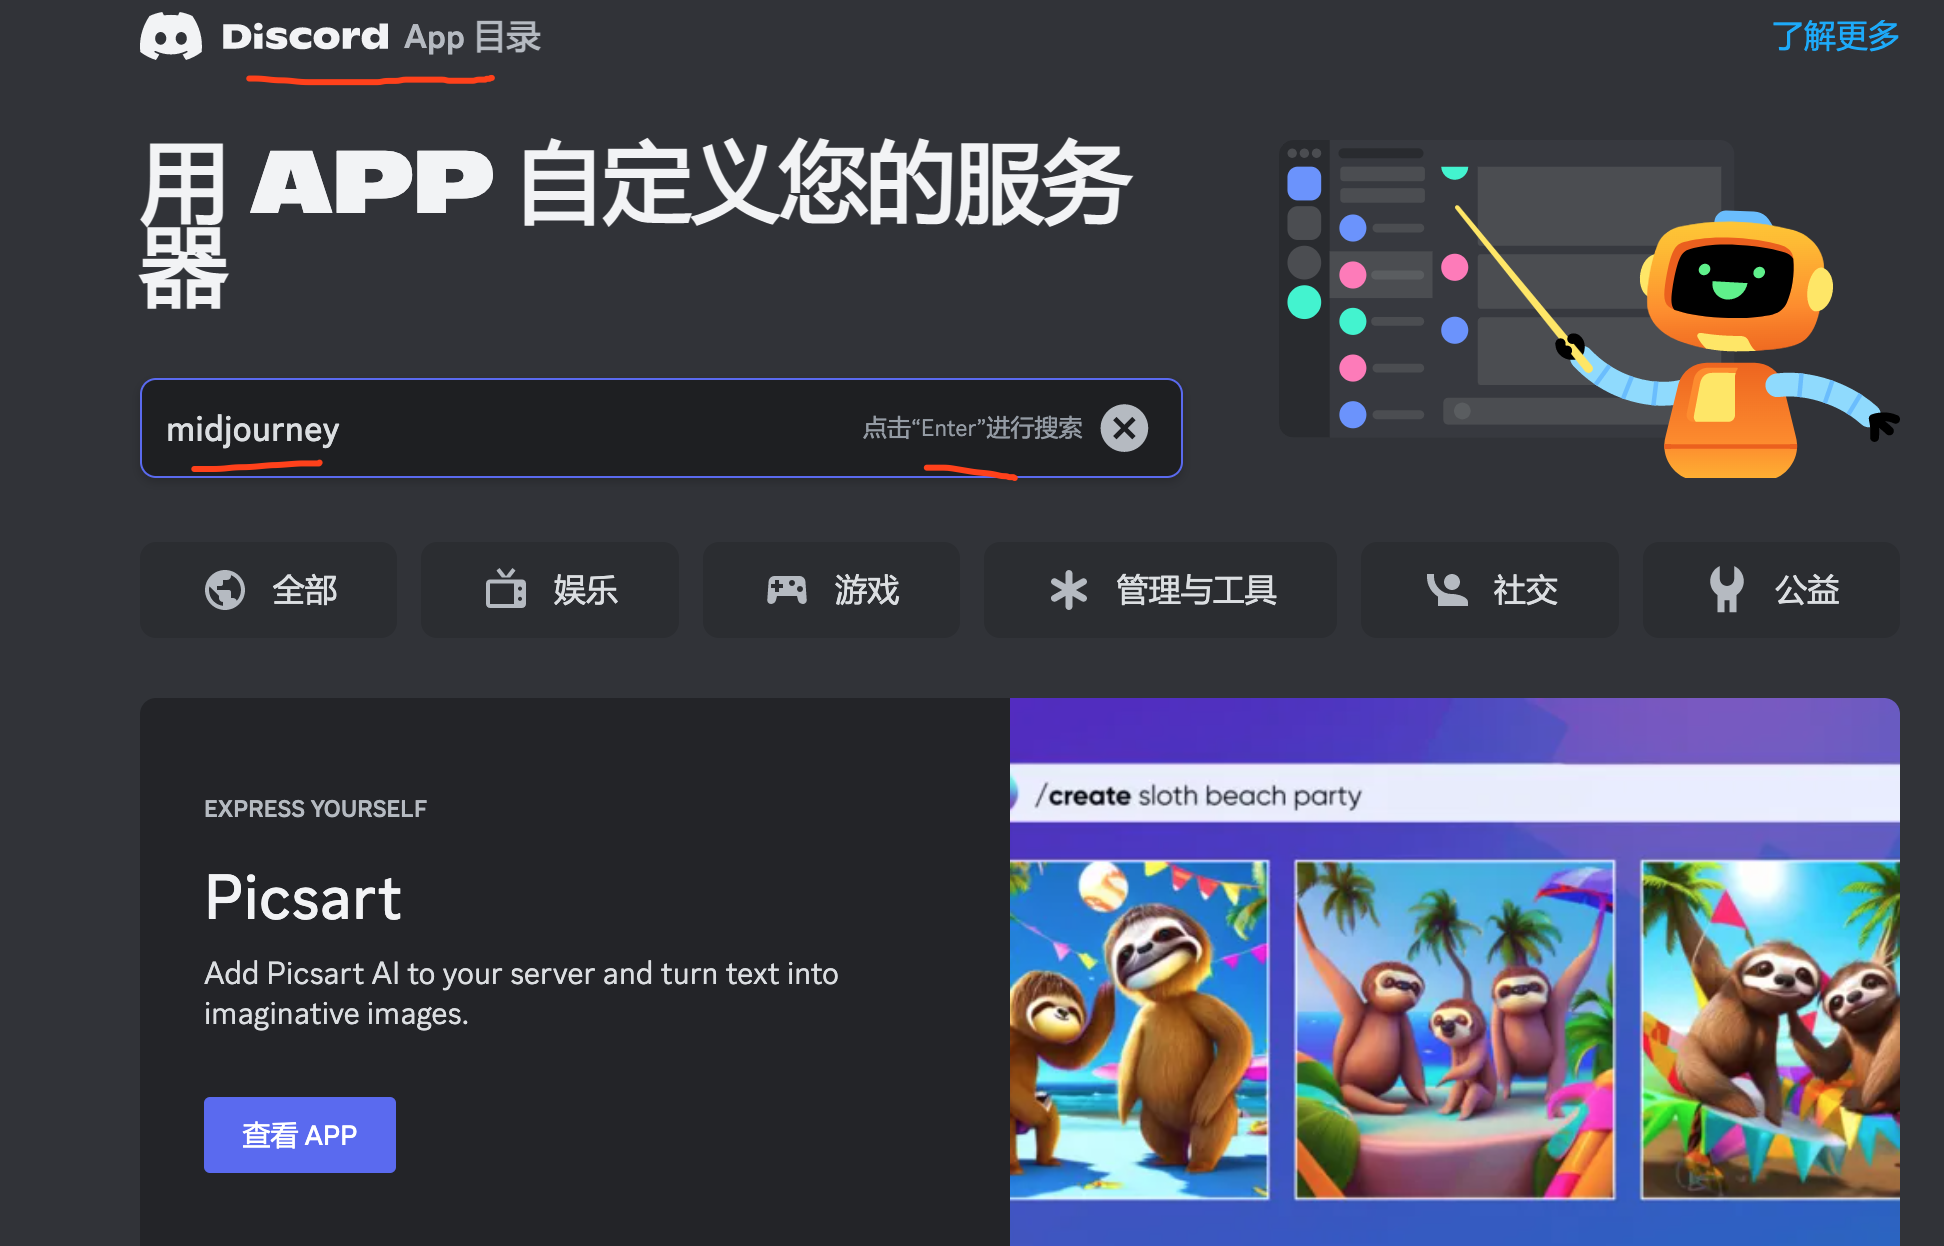 Discord App 目录
了解更多
用 APP 自定义您的服务
器
midjourney
点击“Enter”进行搜索
全部
娱乐
游戏
管理与工具
社交
公益
EXPRESS YOURSELF
Picsart
Add Picsart AI to your server and turn text into
imaginative images.
查看 APP
/create sloth beach party